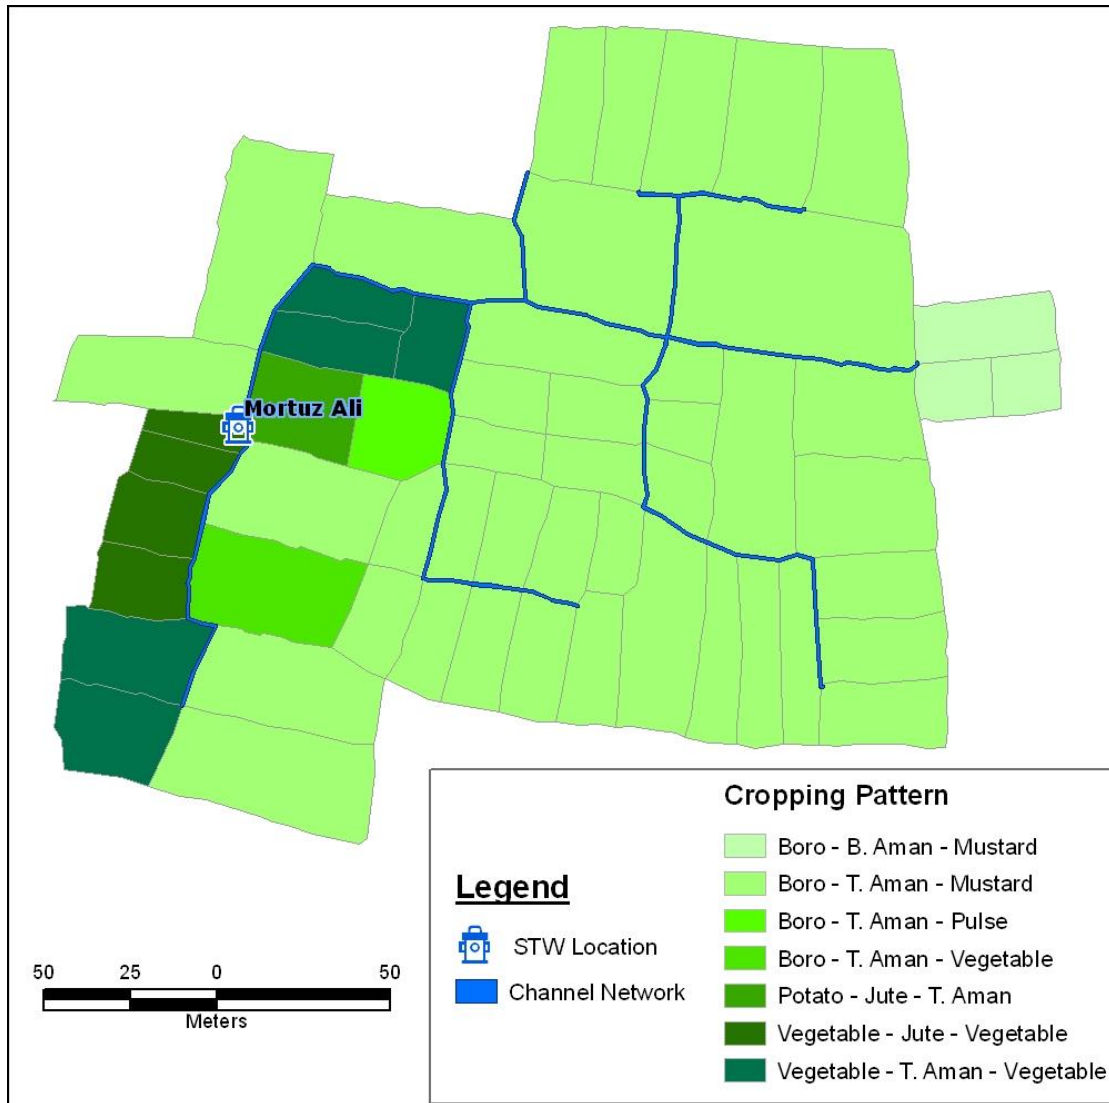 Mortuz Ali
Legend
STW Location
Channel Network
50 25 0 50
Meters
Cropping Pattern
Boro - B. Aman - Mustard
Boro - T. Aman - Mustard
Boro - T. Aman - Pulse
Boro - T. Aman - Vegetable
Potato - Jute - T. Aman
Vegetable - Jute - Vegetable
Vegetable - T. Aman - Vegetable